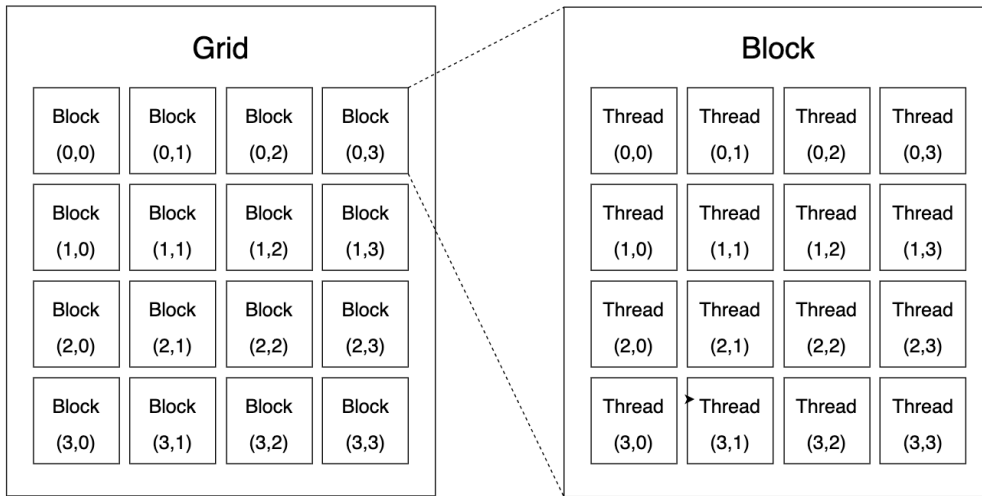 Grid
Block
(0,0)
Block
(0,1)
Block
(0,2)
Block
(0,3)
Block
(1,0)
Block
(1,1)
Block
(1,2)
Block
(1,3)
Block
(2,0)
Block
(2,1)
Block
(2,2)
Block
(2,3)
Block
(3,0)
Block
(3,1)
Block
(3,2)
Block
(3,3)
Block
Thread
(0,0)
Thread
(0,1)
Thread
(0,2)
Thread
(0,3)
Thread
(1,0)
Thread
(1,1)
Thread
(1,2)
Thread
(1,3)
Thread
(2,0)
Thread
(2,1)
Thread
(2,2)
Thread
(2,3)
Thread
(3,0)
Thread
(3,1)
Thread
(3,2)
Thread
(3,3)